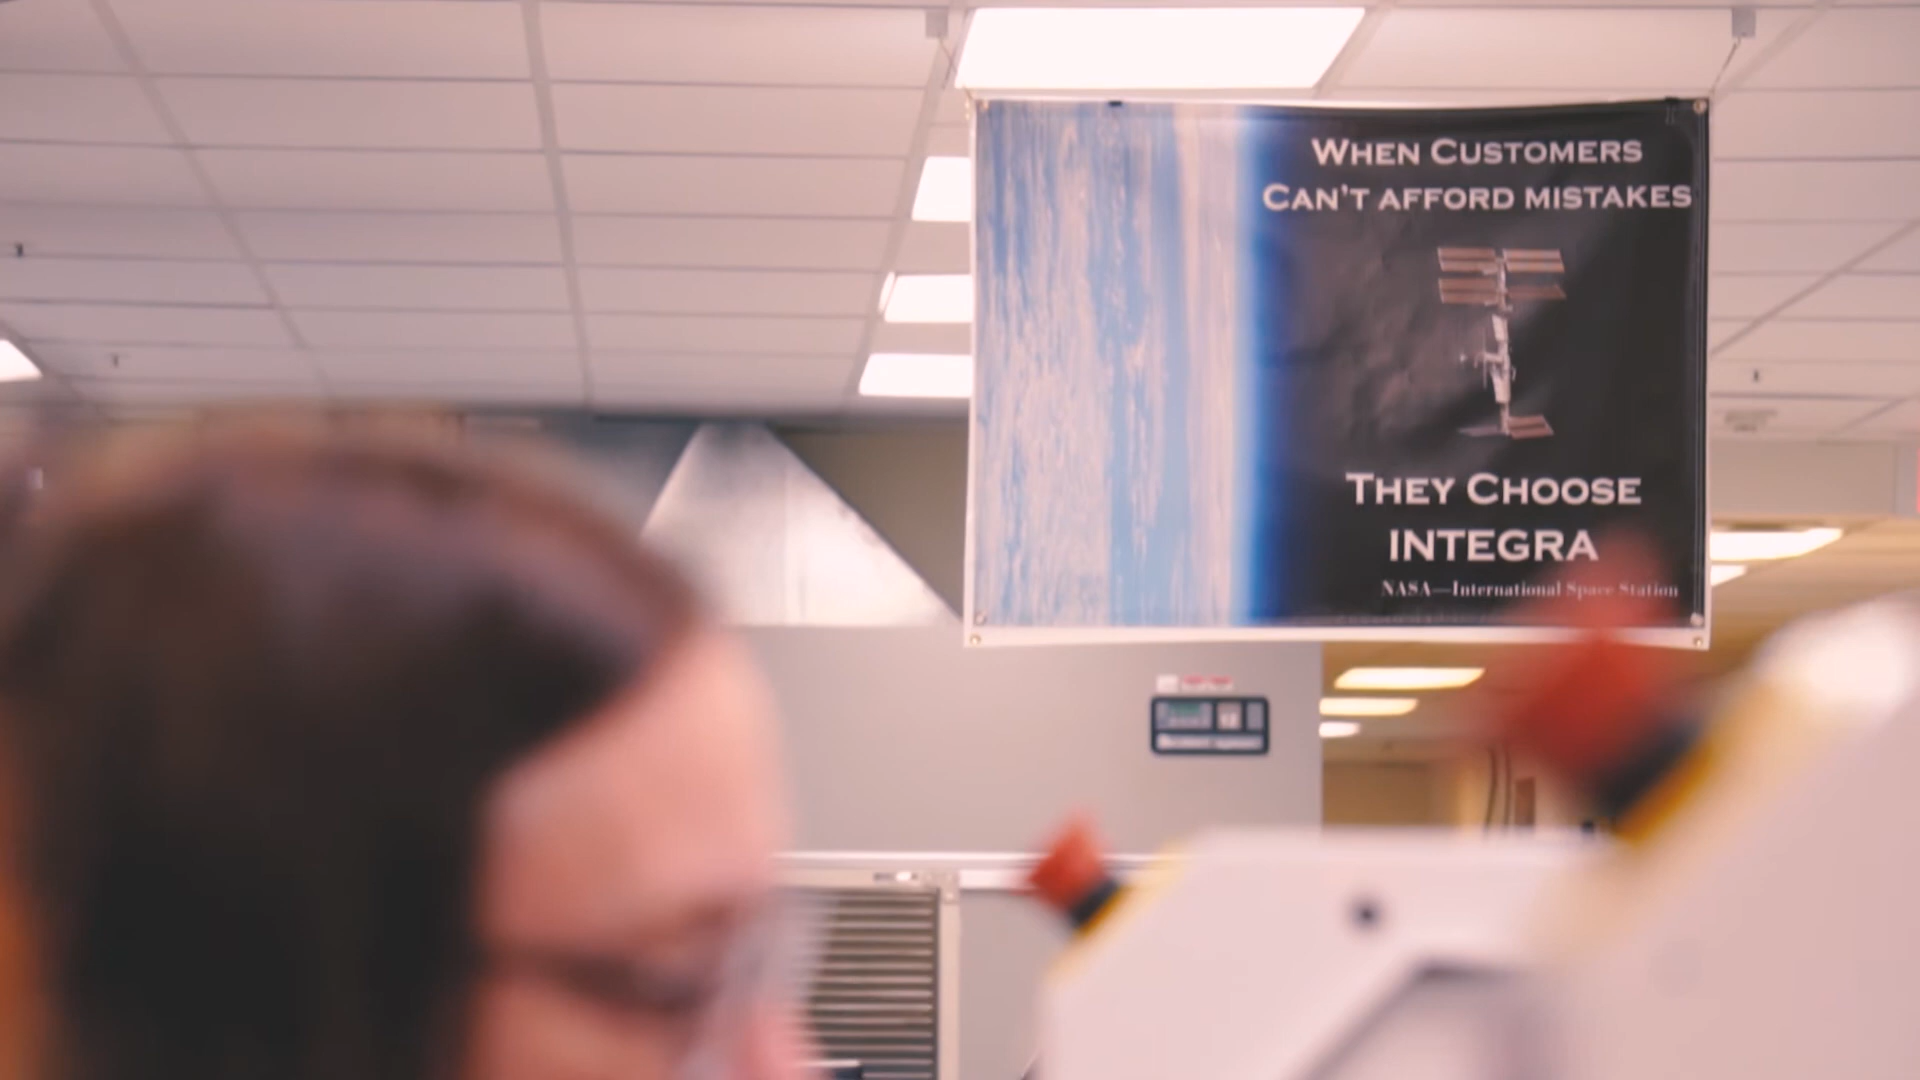 WHEN CUSTOMERS
CAN'T AFFORD MISTAKES
THEY CHOOSE
INTEGRA
NASA—International Space Station